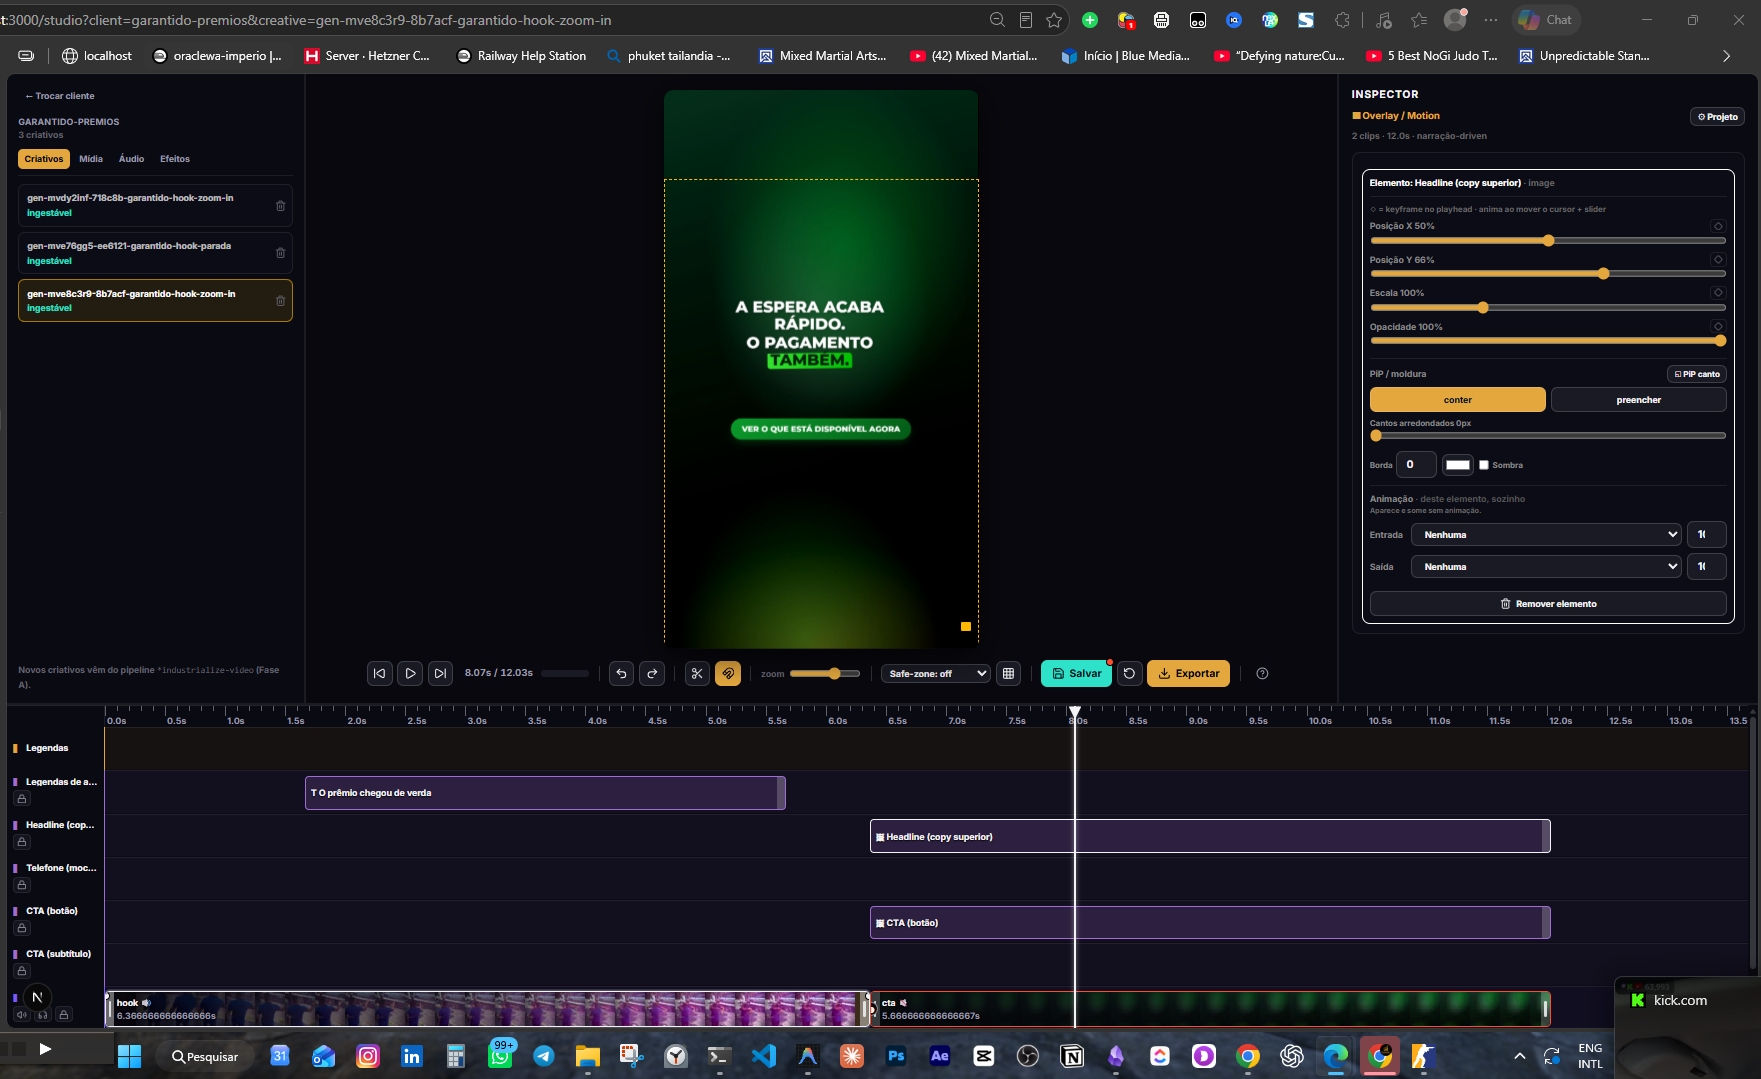 t:3000/studio?client=garantido-premios&creative=gen-mve8c3r9-8b7acf-garantido-hook-zoom-in
Chat
localhost
oraclewa-imperio |...
Server · Hetzner C...
Railway Help Station
phuket tailandia -...
Mixed Martial Arts...
(42) Mixed Martial...
Início | Blue Media...
"Defying nature:Cu...
5 Best NoGi Judo T...
Unpredictable Stan...
← Trocar cliente
GARANTIDO-PREMIOS
3 criativos
Criativos
Mídia
Áudio
Efeitos
gen-mvdy2inf-718c8b-garantido-hook-zoom-in
ingestável
gen-mve76gg5-ee6121-garantido-hook-parada
ingestável
gen-mve8c3r9-8b7acf-garantido-hook-zoom-in
ingestável
Novos criativos vêm do pipeline *industrialize-video (Fase
A).
A ESPERA ACABA
RÁPIDO.
O PAGAMENTO
TAMBÉM.
VER O QUE ESTÁ DISPONÍVEL AGORA
INSPECTOR
Overlay / Motion
Projeto
2 clips · 12.0s · narração-driven
Elemento: Headline (copy superior) · image
◇ = keyframe no playhead · anima ao mover o cursor + slider
Posição X 50%
Posição Y 66%
Escala 100%
Opacidade 100%
PiP / moldura
PiP canto
conter
preencher
Cantos arredondados 0px
Borda
0
Sombra
Animação · deste elemento, sozinho
Aparece e some sem animação.
Entrada
Nenhuma
Saída
Nenhuma
Remover elemento
8.07s / 12.03s
zoom
Safe-zone: off
Salvar
Exportar
0.0s 0.5s 1.0s 1.5s 2.0s 2.5s 3.0s 3.5s 4.0s 4.5s 5.0s 5.5s 6.0s 6.5s 7.0s 7.5s 8.0s 8.5s 9.0s 9.5s 10.0s 10.5s 11.0s 11.5s 12.0s 12.5s 13.0s 13.5
Legendas
Legendas de a...
T O prêmio chegou de verda
Headline (cop...
Headline (copy superior)
Telefone (moc...
CTA (botão)
CTA (botão)
CTA (subtítulo)
N
hook
6.366666666666666s
cta
5.666666666666667s
kick.com
Pesquisar
31
99+
Ps
Ae
ENG
INTL